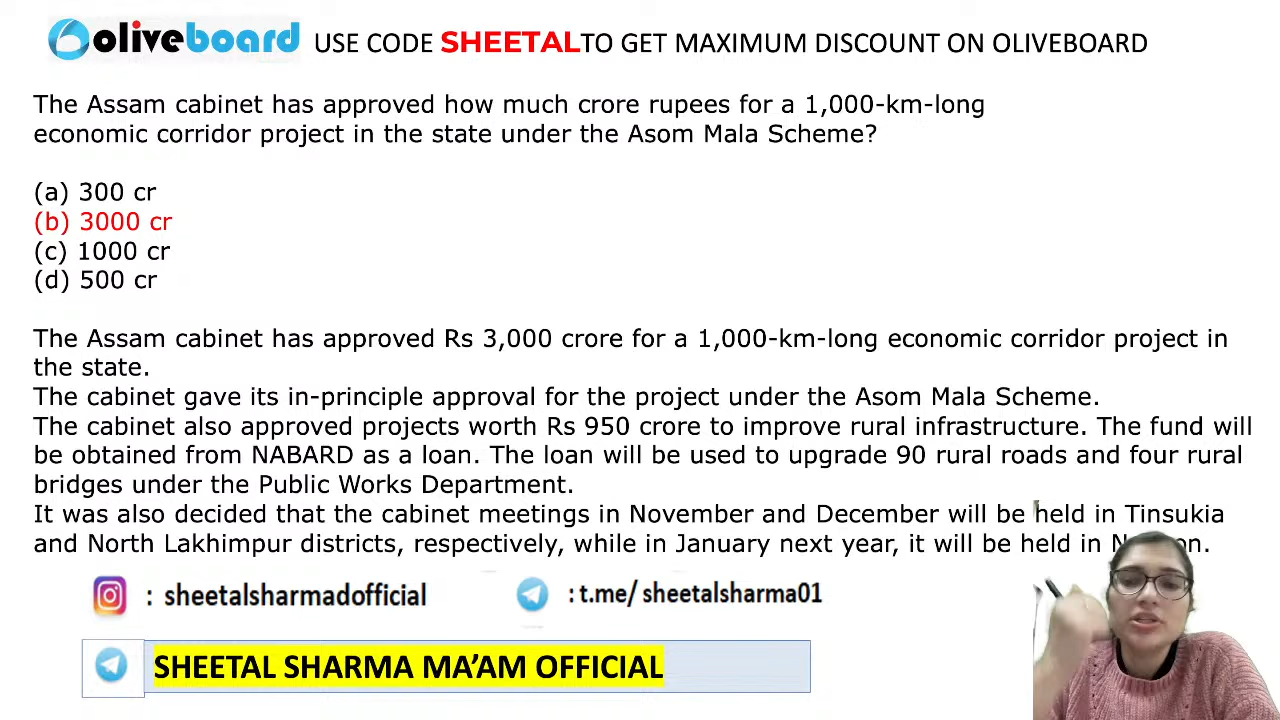 oliveboard USE CODE SHEETAL TO GET MAXIMUM DISCOUNT ON OLIVEBOARD
The Assam cabinet has approved how much crore rupees for a 1,000-km-long
economic corridor project in the state under the Asom Mala Scheme?
(a) 300 cr
(b) 3000 cr
(c) 1000 cr
(d) 500 cr
The Assam cabinet has approved Rs 3,000 crore for a 1,000-km-long economic corridor project in
the state.
The cabinet gave its in-principle approval for the project under the Asom Mala Scheme.
The cabinet also approved projects worth Rs 950 crore to improve rural infrastructure. The fund will
be obtained from NABARD as a loan. The loan will be used to upgrade 90 rural roads and four rural
bridges under the Public Works Department.
It was also decided that the cabinet meetings in November and December will be held in Tinsukia
and North Lakhimpur districts, respectively, while in January next year, it will be held in
: sheetalsharmadofficial : t.me/ sheetalsharma01
SHEETAL SHARMA MA’AM OFFICIAL